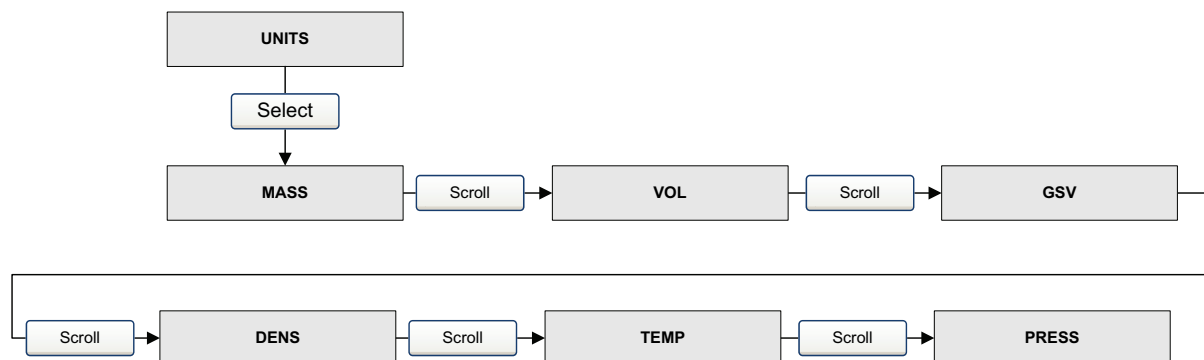 UNITS
Select
MASS
Scroll
VOL
Scroll
GSV
Scroll
DENS
Scroll
TEMP
Scroll
PRESS